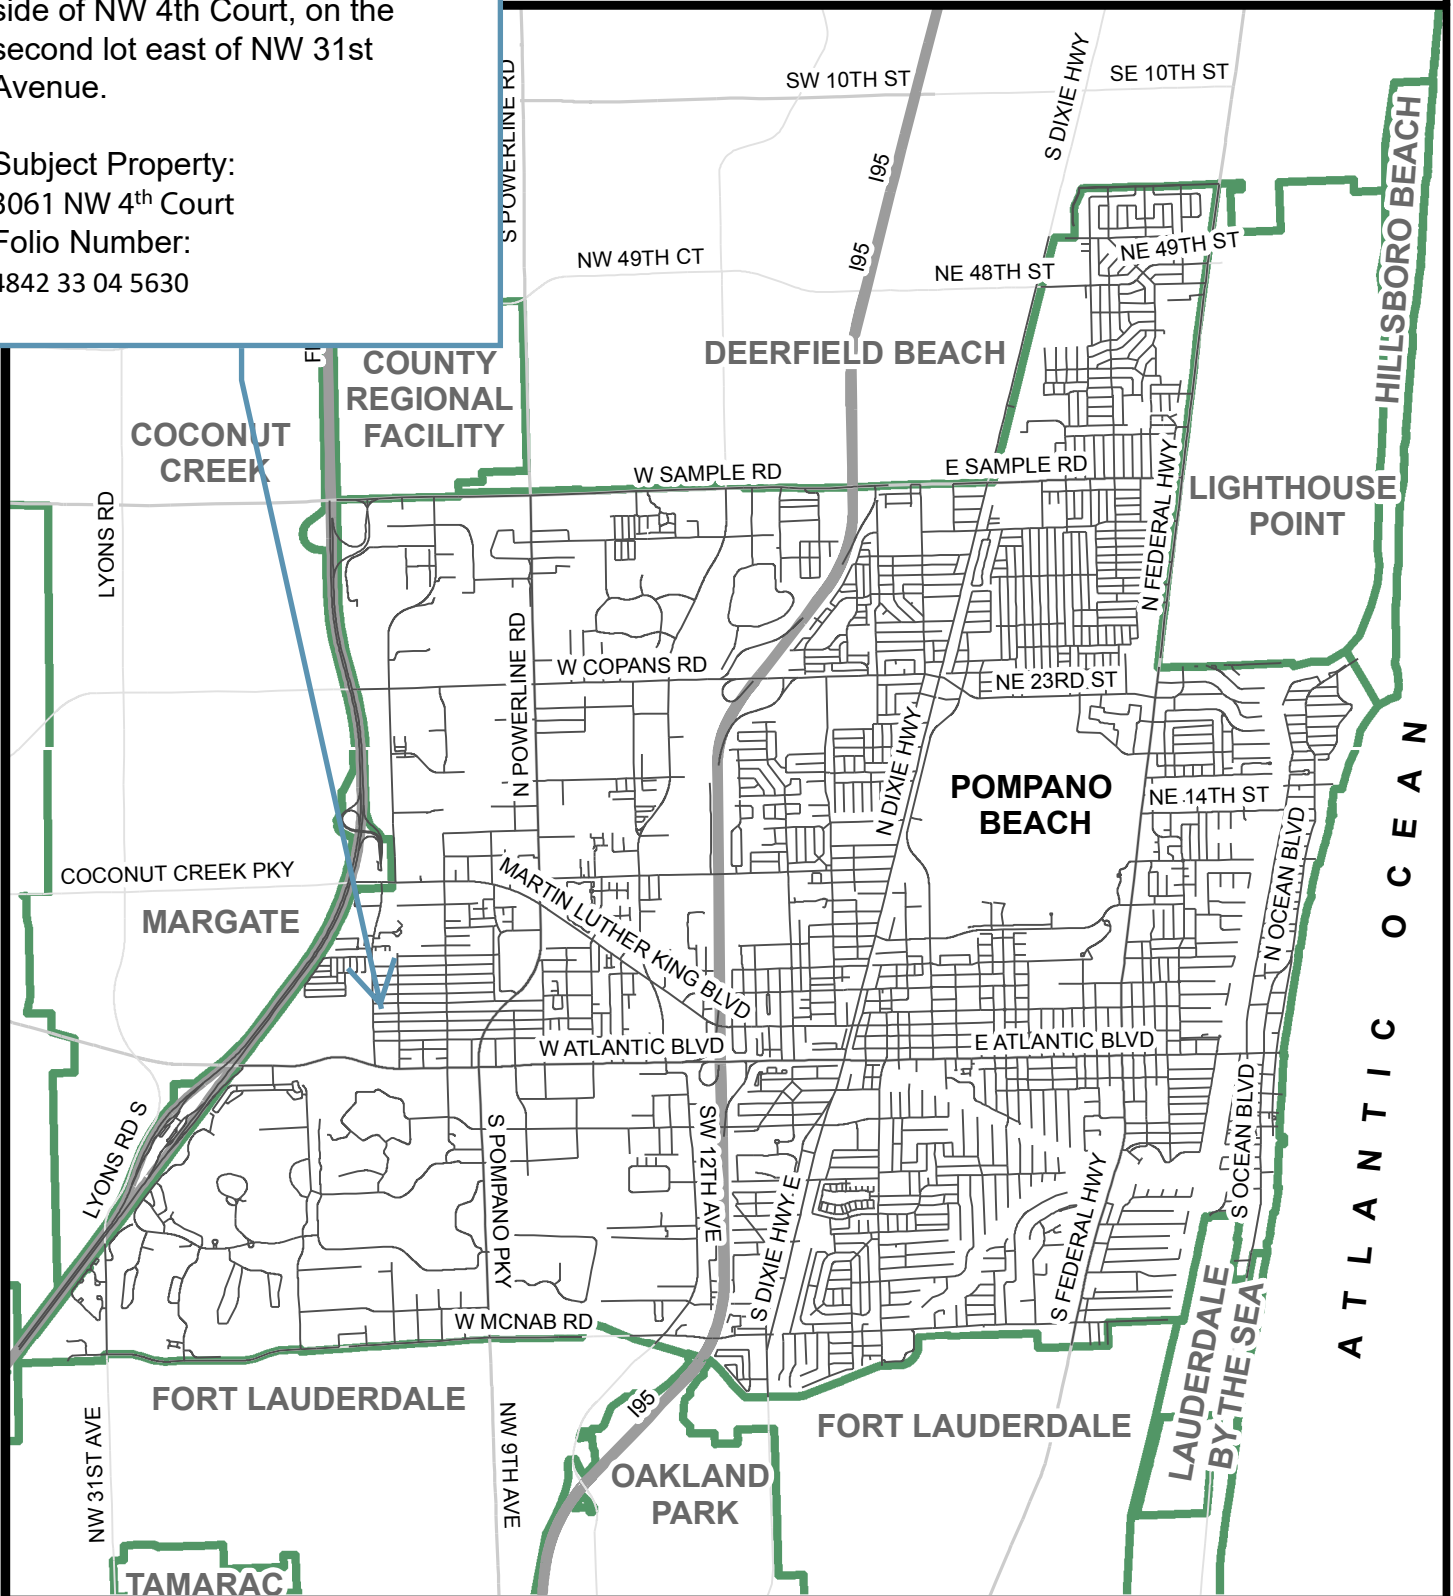 side of NW 4th Court, on the
second lot east of NW 31st
Avenue.
Subject Property:
3061 NW 4th Court
Folio Number:
4842 33 04 5630
S POWERLINE RD
SW 10TH ST
S DIXIE HWY
SE 10TH ST
I95
HILLSBORO BEACH
NW 49TH CT
I95
NE 48TH ST
NE 49TH ST
COUNTY
REGIONAL
FACILITY
DEERFIELD BEACH
COCONUT
CREEK
W SAMPLE RD
E SAMPLE RD
LYONS RD
N FEDERAL HWY
LIGHTHOUSE
POINT
N POWERLINE RD
W COPANS RD
NE 23RD ST
N DIXIE HWY
POMPANO
BEACH
NE 14TH ST
N OCEAN BLVD
ATLANTIC OCEAN
COCONUT CREEK PKY
MARGATE
MARTIN LUTHER KING BLVD
W ATLANTIC BLVD
E ATLANTIC BLVD
LYONS RD S
S POMPANO PKY
SW 12TH AVE
S DIXIE HWY E
S FEDERAL HWY
S OCEAN BLVD
W MCNAB RD
FORT LAUDERDALE
I95
FORT LAUDERDALE
LAUDERDALE
BY THE SEA
NW 31ST AVE
NW 9TH AVE
OAKLAND
PARK
TAMARAC